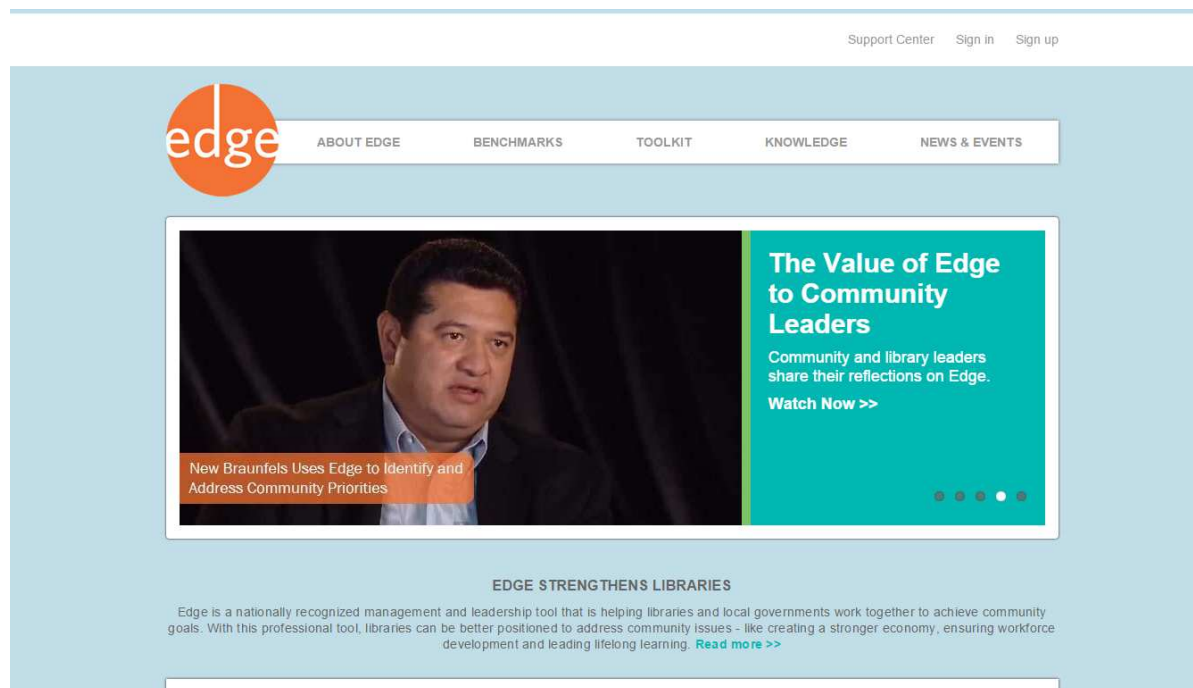 Support Center Sign in Sign up
edge
ABOUT EDGE BENCHMARKS TOOLKIT KNOWLEDGE NEWS & EVENTS
The Value of Edge
to Community
Leaders
Community and library leaders
share their reflections on Edge.
Watch Now >>
New Braunfels Uses Edge to Identify and
Address Community Priorities
EDGE STRENGTHENS LIBRARIES
Edge is a nationally recognized management and leadership tool that is helping libraries and local governments work together to achieve community
goals. With this professional tool, libraries can be better positioned to address community issues - like creating a stronger economy, ensuring workforce
development and leading lifelong learning. Read more >>